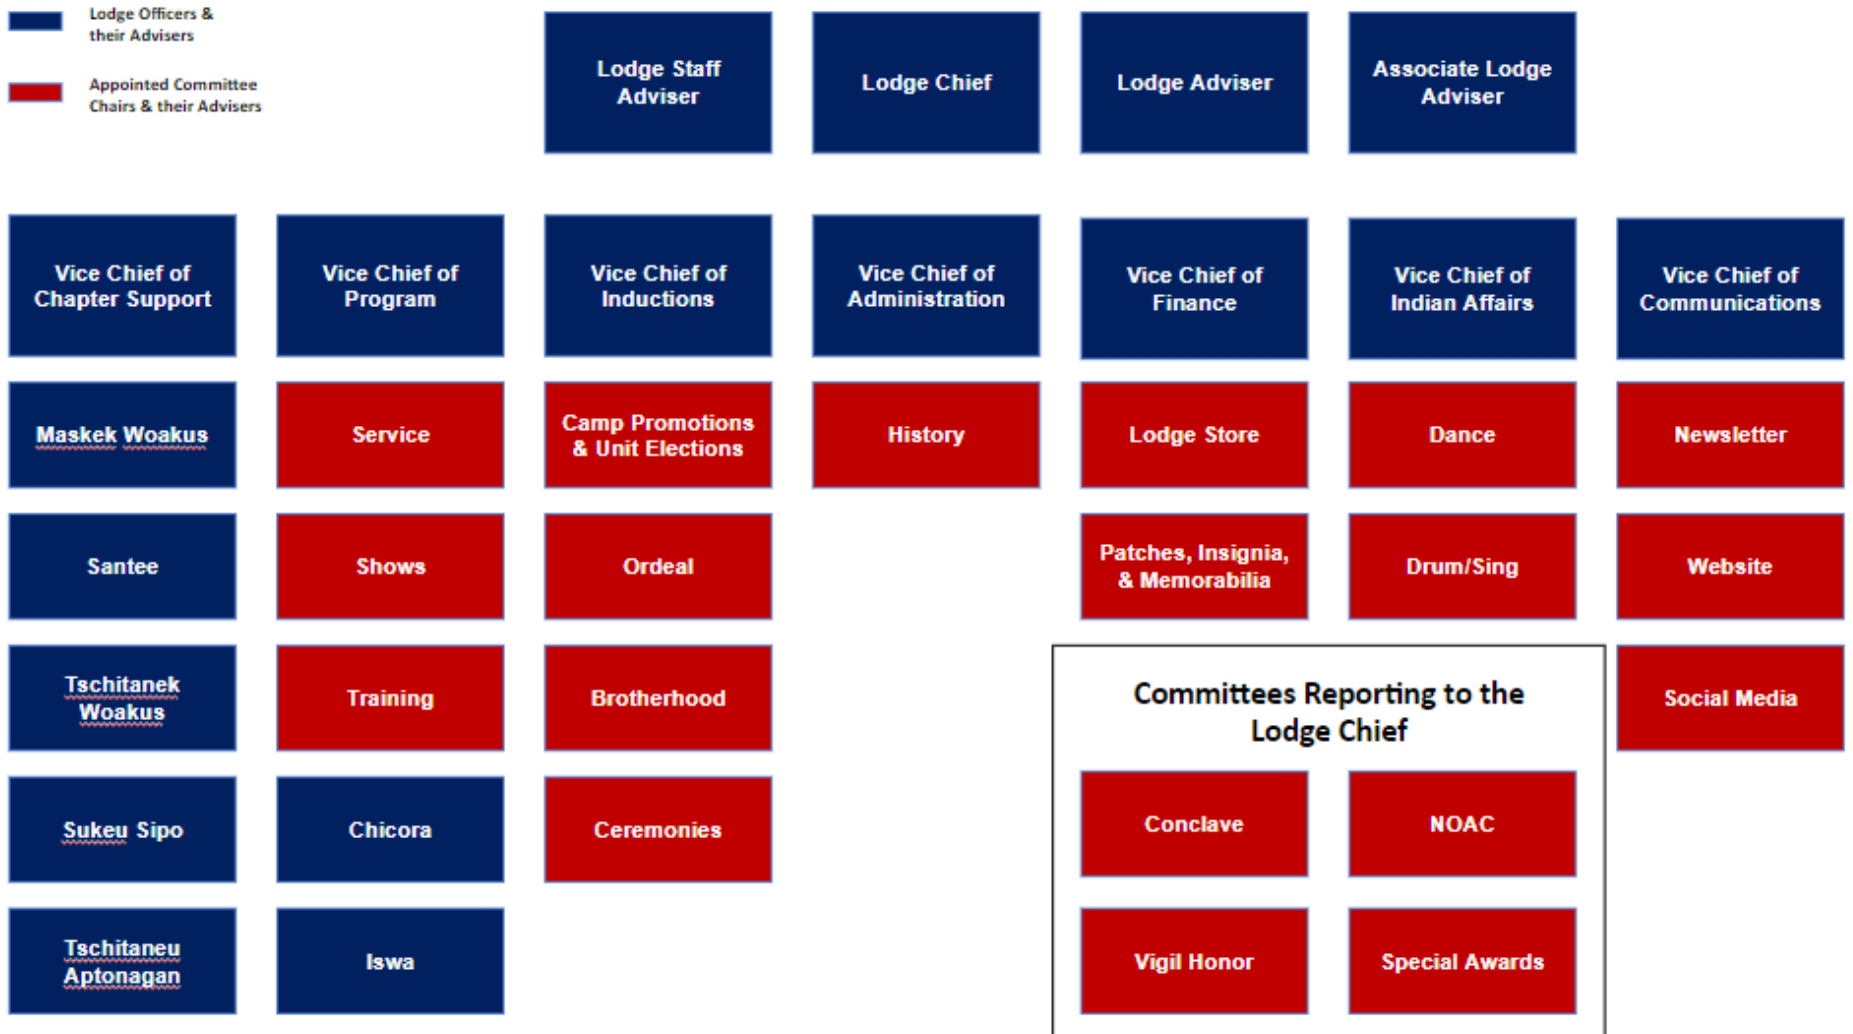 Lodge Officers &
their Advisers
Appointed Committee
Chairs & their Advisers
Lodge Staff
Adviser
Lodge Chief
Lodge Adviser
Associate Lodge
Adviser
Vice Chief of
Chapter Support
Vice Chief of
Program
Vice Chief of
Inductions
Vice Chief of
Administration
Vice Chief of
Finance
Vice Chief of
Indian Affairs
Vice Chief of
Communications
Maskek Woakus
Service
Camp Promotions
& Unit Elections
History
Lodge Store
Dance
Newsletter
Santee
Shows
Ordeal
Patches, Insignia,
& Memorabilia
Drum/Sing
Website
Tschitanek
Woakus
Training
Brotherhood
Committees Reporting to the
Lodge Chief
Social Media
Sukeu Sipo
Chicora
Ceremonies
Conclave
NOAC
Tschitaneu
Aptonagan
Iswa
Vigil Honor
Special Awards